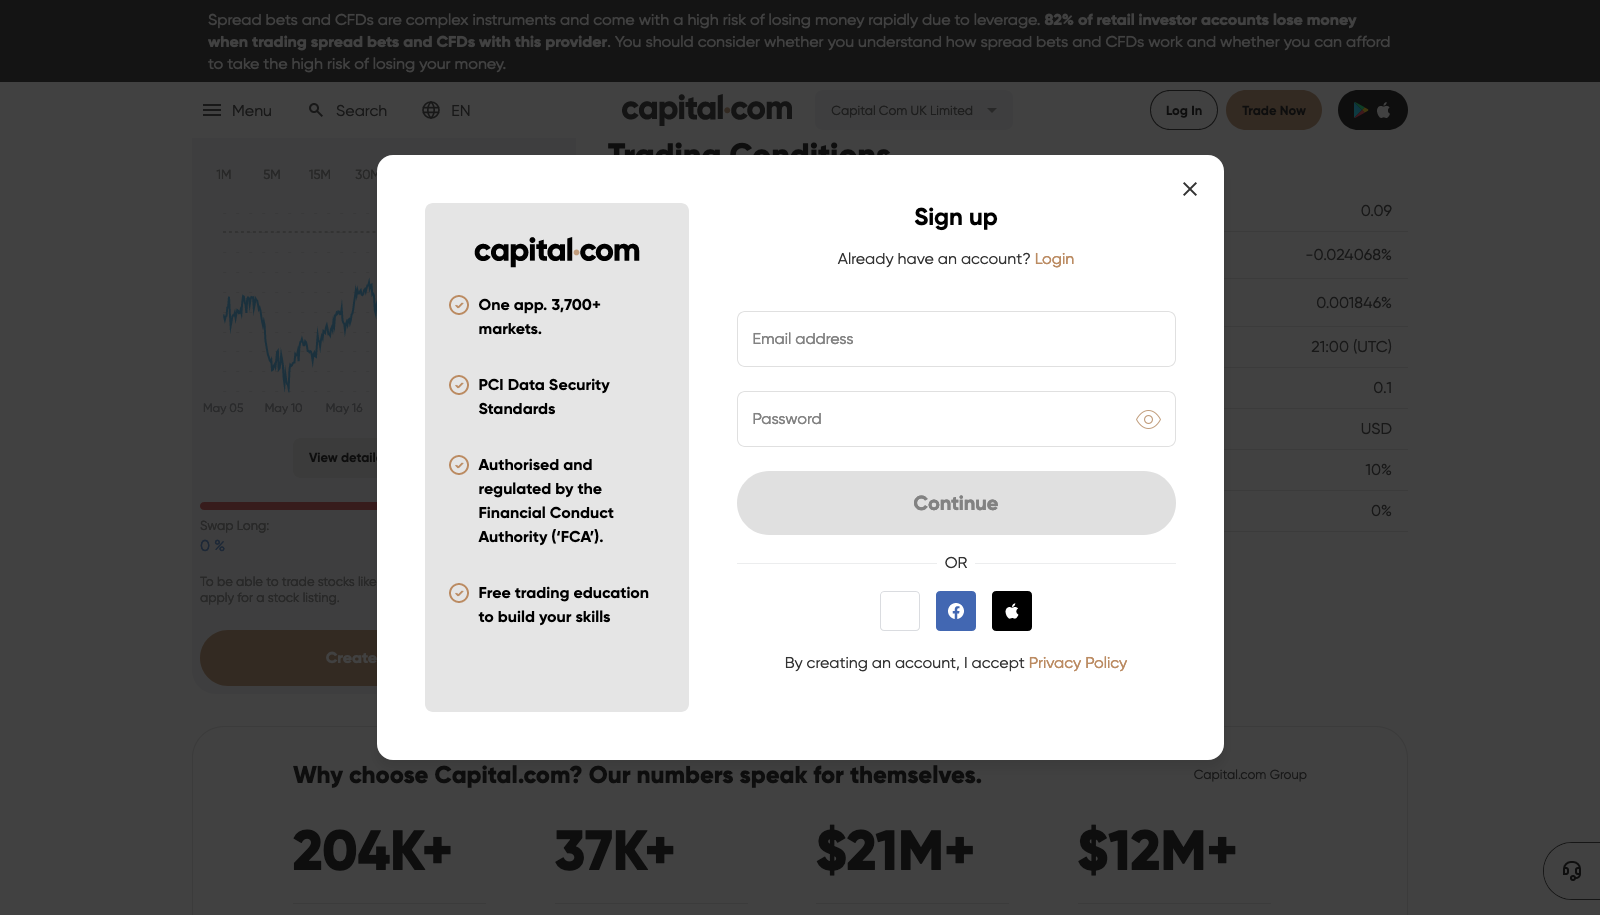 Spread bets and CFDs are complex instruments and come with a high risk of losing money rapidly due to leverage. 82% of retail investor accounts lose money
when trading spread bets and CFDs with this provider. You should consider whether you understand how spread bets and CFDs work and whether you can afford
to take the high risk of losing your money.
Menu Search EN capital.com Capital Com UK Limited Log In Trade Now
Trading Conditions
1M 5M 15M 30M
0.09
-0.024068%
0.001846%
21:00 (UTC)
0.1
USD
10%
0%
May 05 May 10 May 16
View details
Swap Long:
0 %
To be able to trade stocks like
apply for a stock listing.
Create
capital.com
One app. 3,700+
markets.
PCI Data Security
Standards
Authorised and
regulated by the
Financial Conduct
Authority (‘FCA’).
Free trading education
to build your skills
Sign up
Already have an account? Login
Email address
Password
Continue
OR
By creating an account, I accept Privacy Policy
Why choose Capital.com? Our numbers speak for themselves.
Capital.com Group
204K+ 37K+ $21M+ $12M+